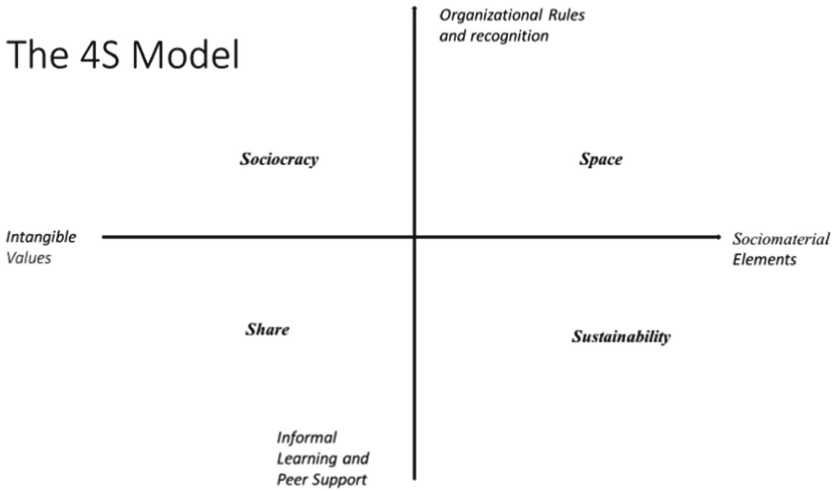 Organizational Rules
and recognition
The 4S Model
Sociocracy
Space
Intangible
Values
Sociomaterial
Elements
Share
Sustainability
Informal
Learning and
Peer Support